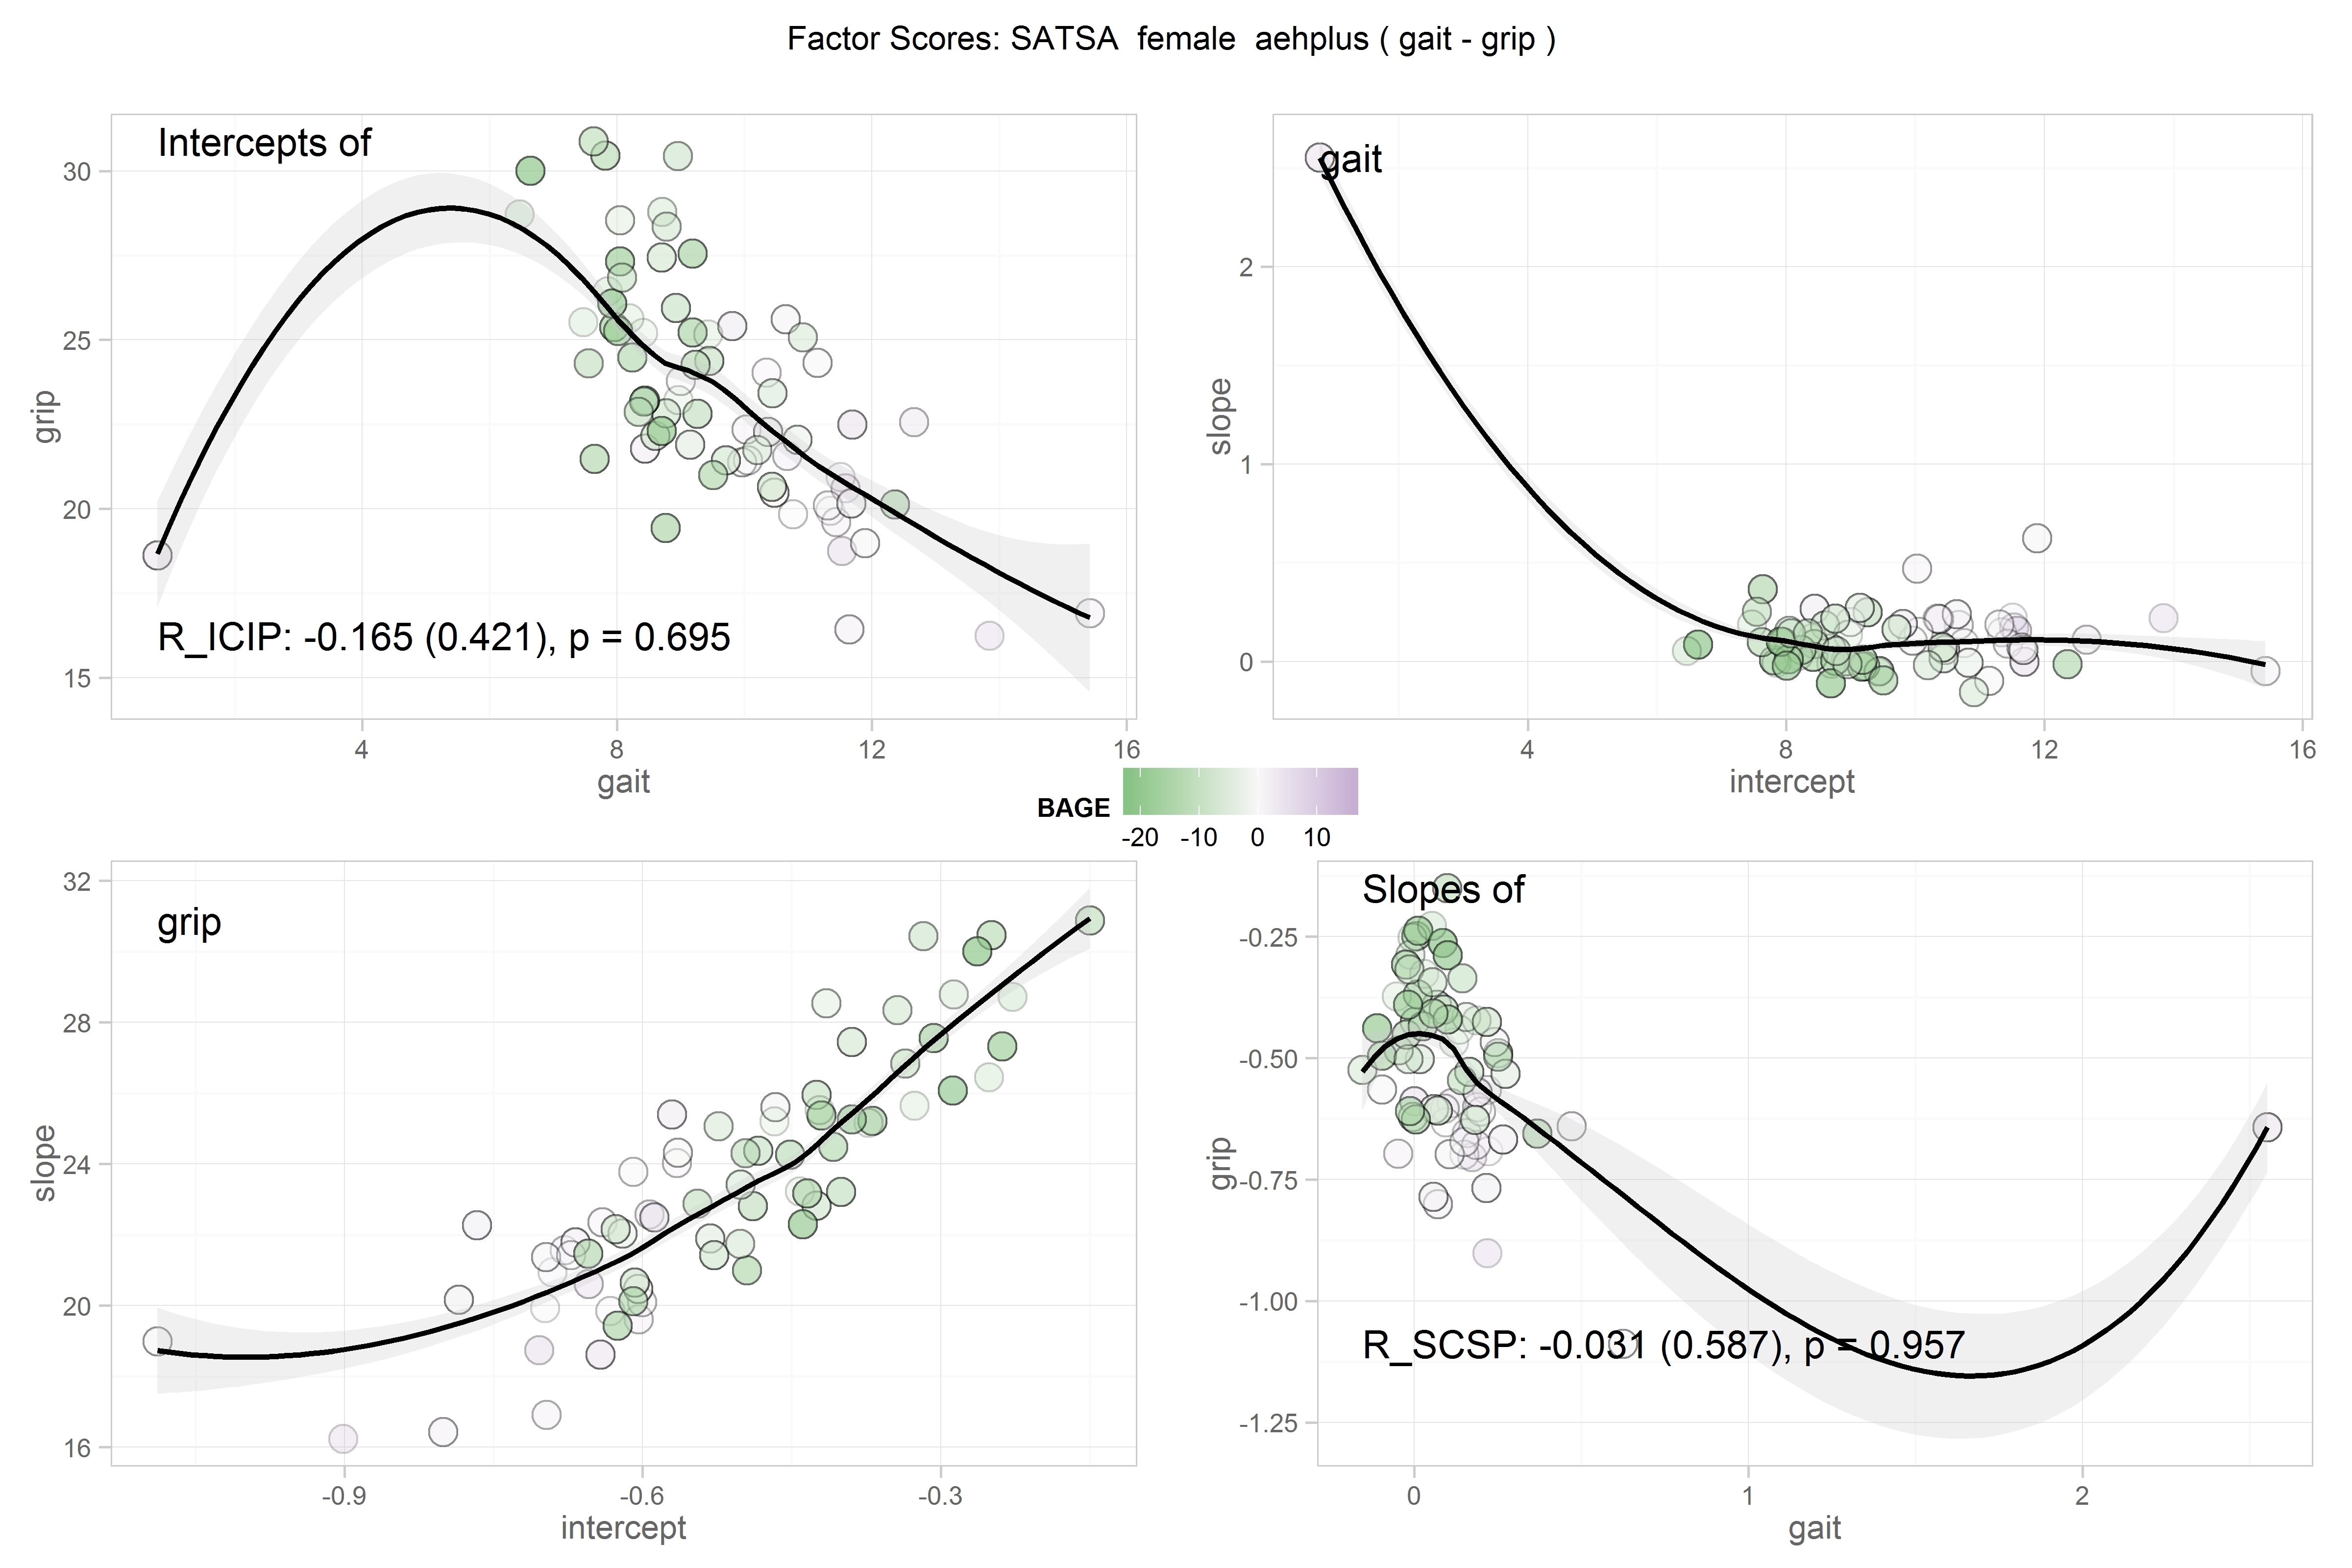 Factor Scores: SATSA  female  aehplus ( gait - grip )
Intercepts of
30
25
20
15
grip
R_ICIP: -0.165 (0.421), p = 0.695
4 8 12 16
gait
gait
2
1
0
slope
4 8 12 16
intercept
BAGE
-20 -10 0 10
grip
32
28
24
20
16
slope
-0.9 -0.6 -0.3
intercept
Slopes of
-0.25
-0.50
-0.75
-1.00
-1.25
grip
R_SCSP: -0.031 (0.587), p = 0.957
0 1 2
gait